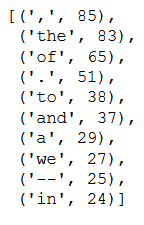 [(',', 85),
('the', 83),
('of', 65),
('.', 51),
('to', 38),
('and', 37),
('a', 29),
('we', 27),
('--', 25),
('in', 24)]